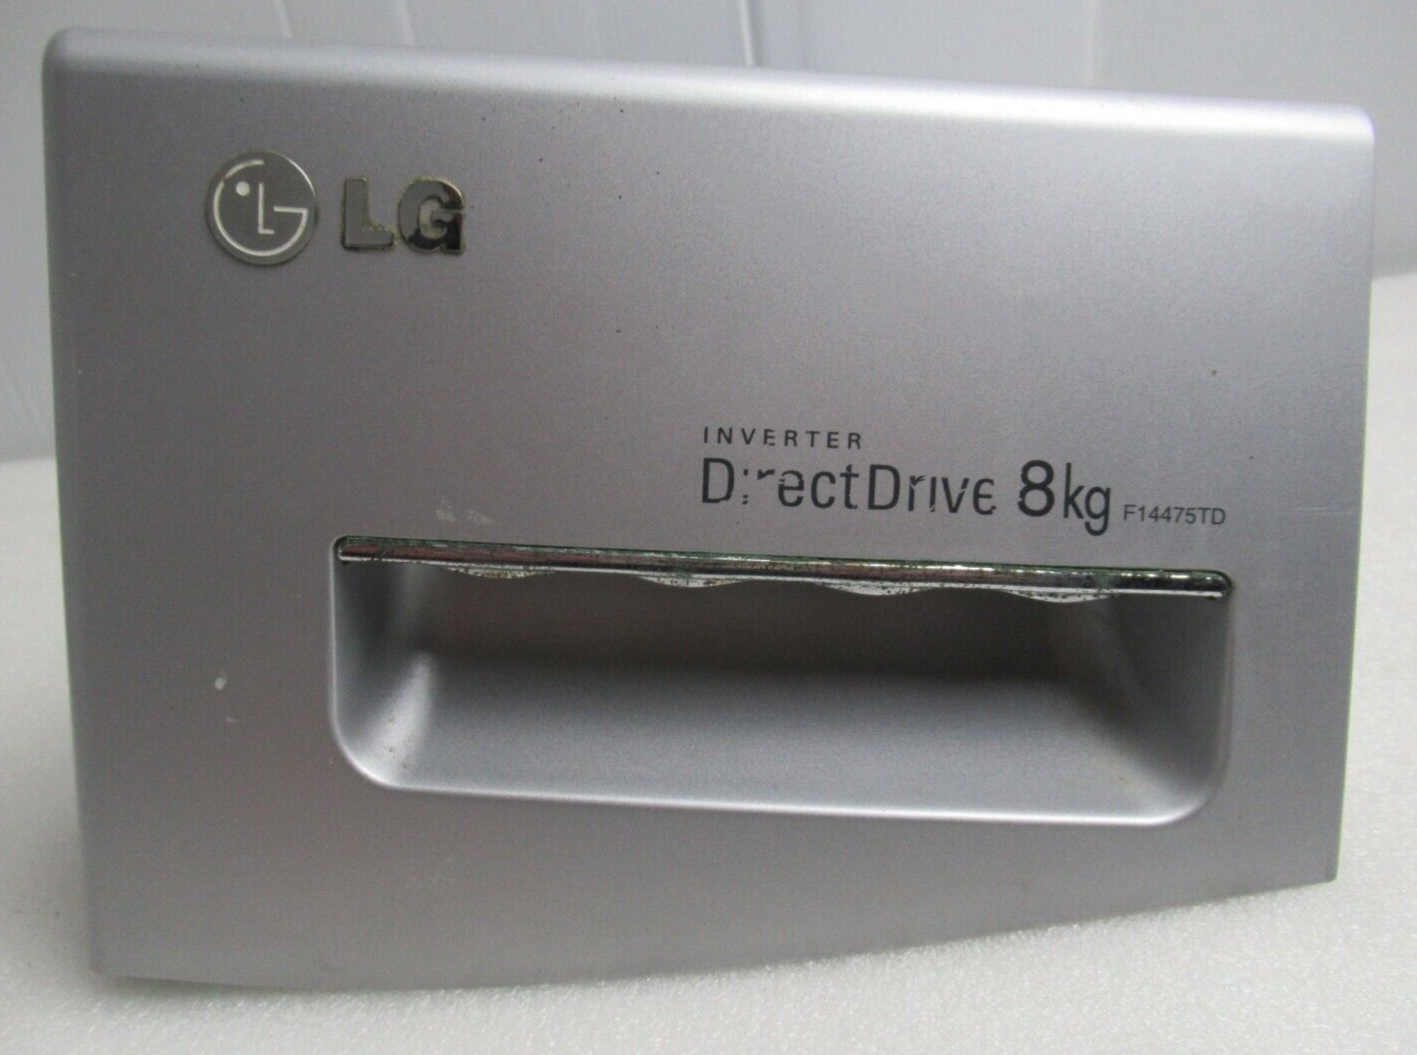 LG
INVERTER
DirectDrive 8kg F14475TD